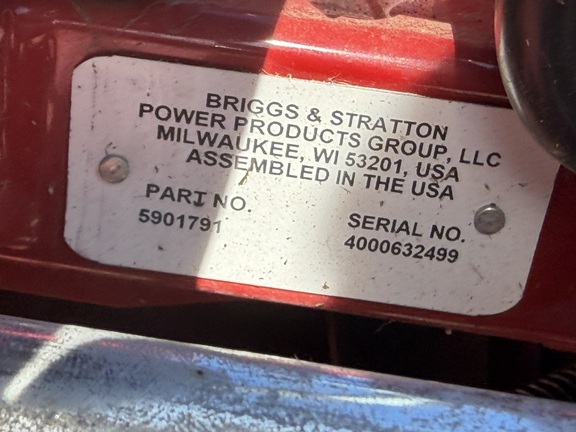 BRIGGS & STRATTON
POWER PRODUCTS GROUP, LLC
MILWAUKEE, WI 53201, USA
ASSEMBLED IN THE USA
PART NO.
5901791
SERIAL NO.
4000632499